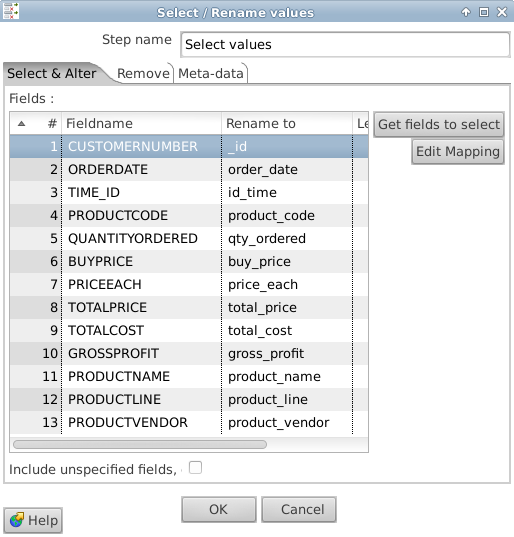 Select / Rename values
Step name Select values
Select & Alter Remove Meta-data
Fields :
# Fieldname Rename to Le
Get fields to select
Edit Mapping
1 CUSTOMERNUMBER _id
2 ORDERDATE order_date
3 TIME_ID id_time
4 PRODUCTCODE product_code
5 QUANTITYORDERED qty_ordered
6 BUYPRICE buy_price
7 PRICEEACH price_each
8 TOTALPRICE total_price
9 TOTALCOST total_cost
10 GROSSPROFIT gross_profit
11 PRODUCTNAME product_name
12 PRODUCTLINE product_line
13 PRODUCTVENDOR product_vendor
Include unspecified fields,
OK Cancel
Help